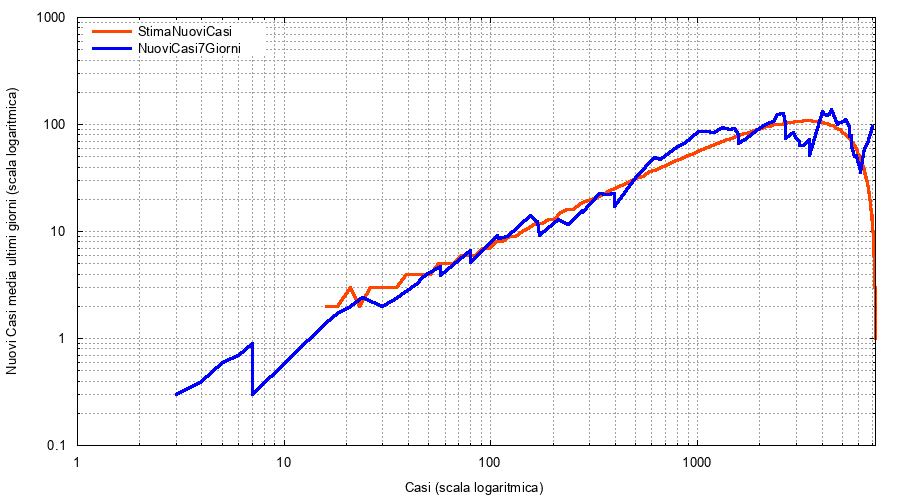 1000
100
10
1
0.1
StimaNuoviCasi
NuoviCasi7Giorni
Nuovi Casi media ultimi giorni (scala logaritmica)
1 10 100 1000
Casi (scala logaritmica)